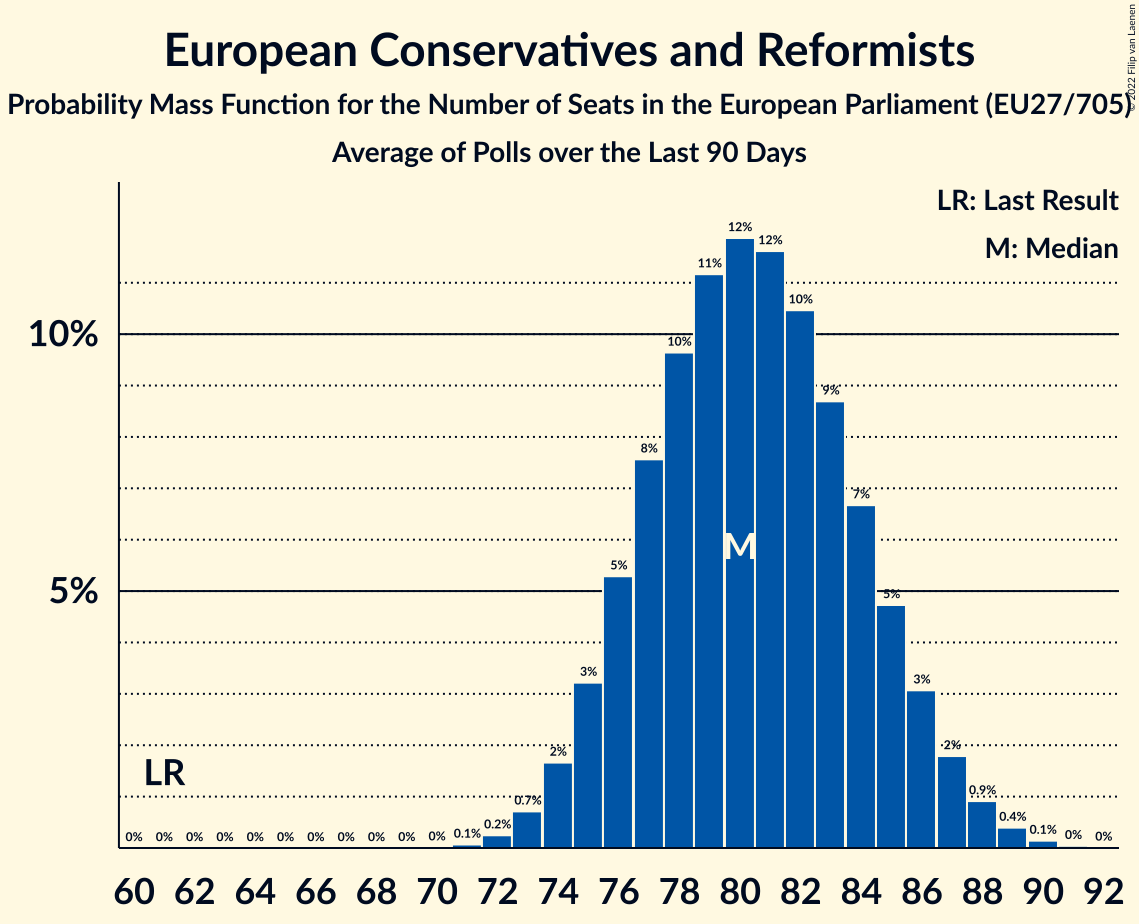 European Conservatives and Reformists
Probability Mass Function for the Number of Seats in the European Parliament (EU27/705)
Average of Polls over the Last 90 Days
© 2022 Filip van Laenen
LR: Last Result
M: Median
10%
5%
LR
M
0% 0% 0% 0% 0% 0% 0% 0% 0% 0% 0% 0.1% 0.2% 0.7% 2% 3% 5% 8% 10% 11% 12% 12% 10% 9% 7% 5% 3% 2% 0.9% 0.4% 0.1% 0% 0%
60 62 64 66 68 70 72 74 76 78 80 82 84 86 88 90 92